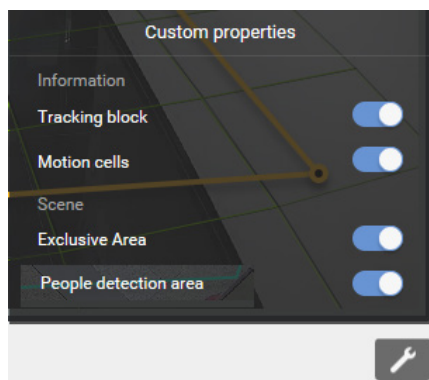 Custom properties
Information
Tracking block
Motion cells
Scene
Exclusive Area
People detection area